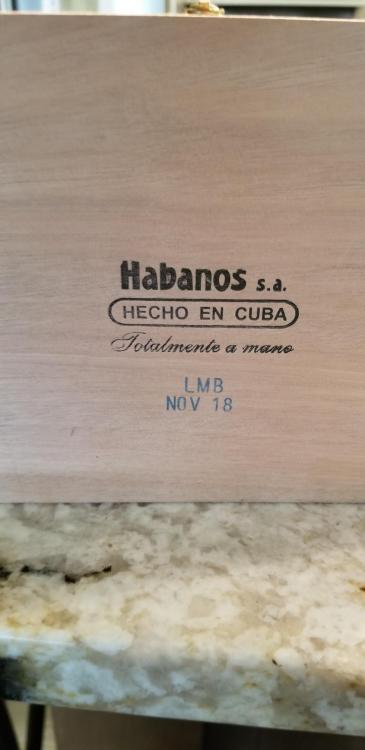 Habanos s.a.
HECHO EN CUBA
Totalmente a mano
LMB
NOV 18